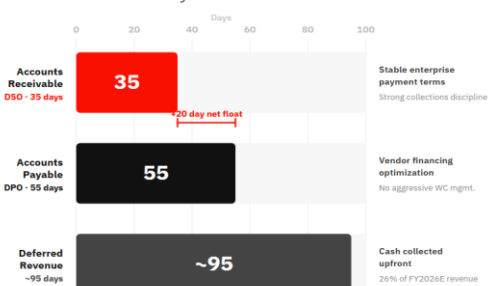 Days
0 20 40 60 80 100
Accounts
Receivable
DSO · 35 days
35
Stable enterprise
payment terms
Strong collections discipline
+20 day net float
Accounts
Payable
DPO · 55 days
55
Vendor financing
optimization
No aggressive WC mgmt.
Deferred
Revenue
~95 days
~95
Cash collected
upfront
26% of FY2026E revenue